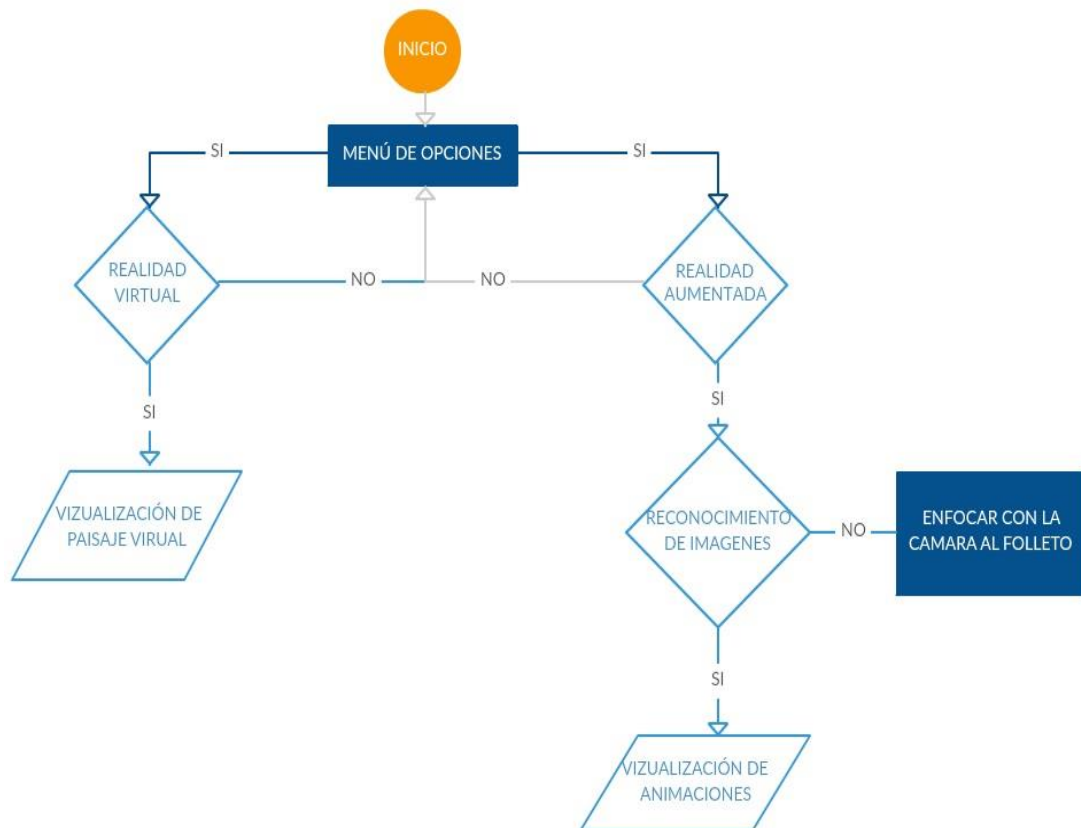 INICIO
SI
MENÚ DE OPCIONES
SI
REALIDAD
VIRTUAL
NO
NO
REALIDAD
AUMENTADA
SI
SI
VIZUALIZACIÓN DE
PAISAJE VIRUAL
RECONOCIMIENTO
DE IMAGENES
NO
ENFOCAR CON LA
CAMARA AL FOLLETO
SI
VIZUALIZACIÓN DE
ANIMACIONES